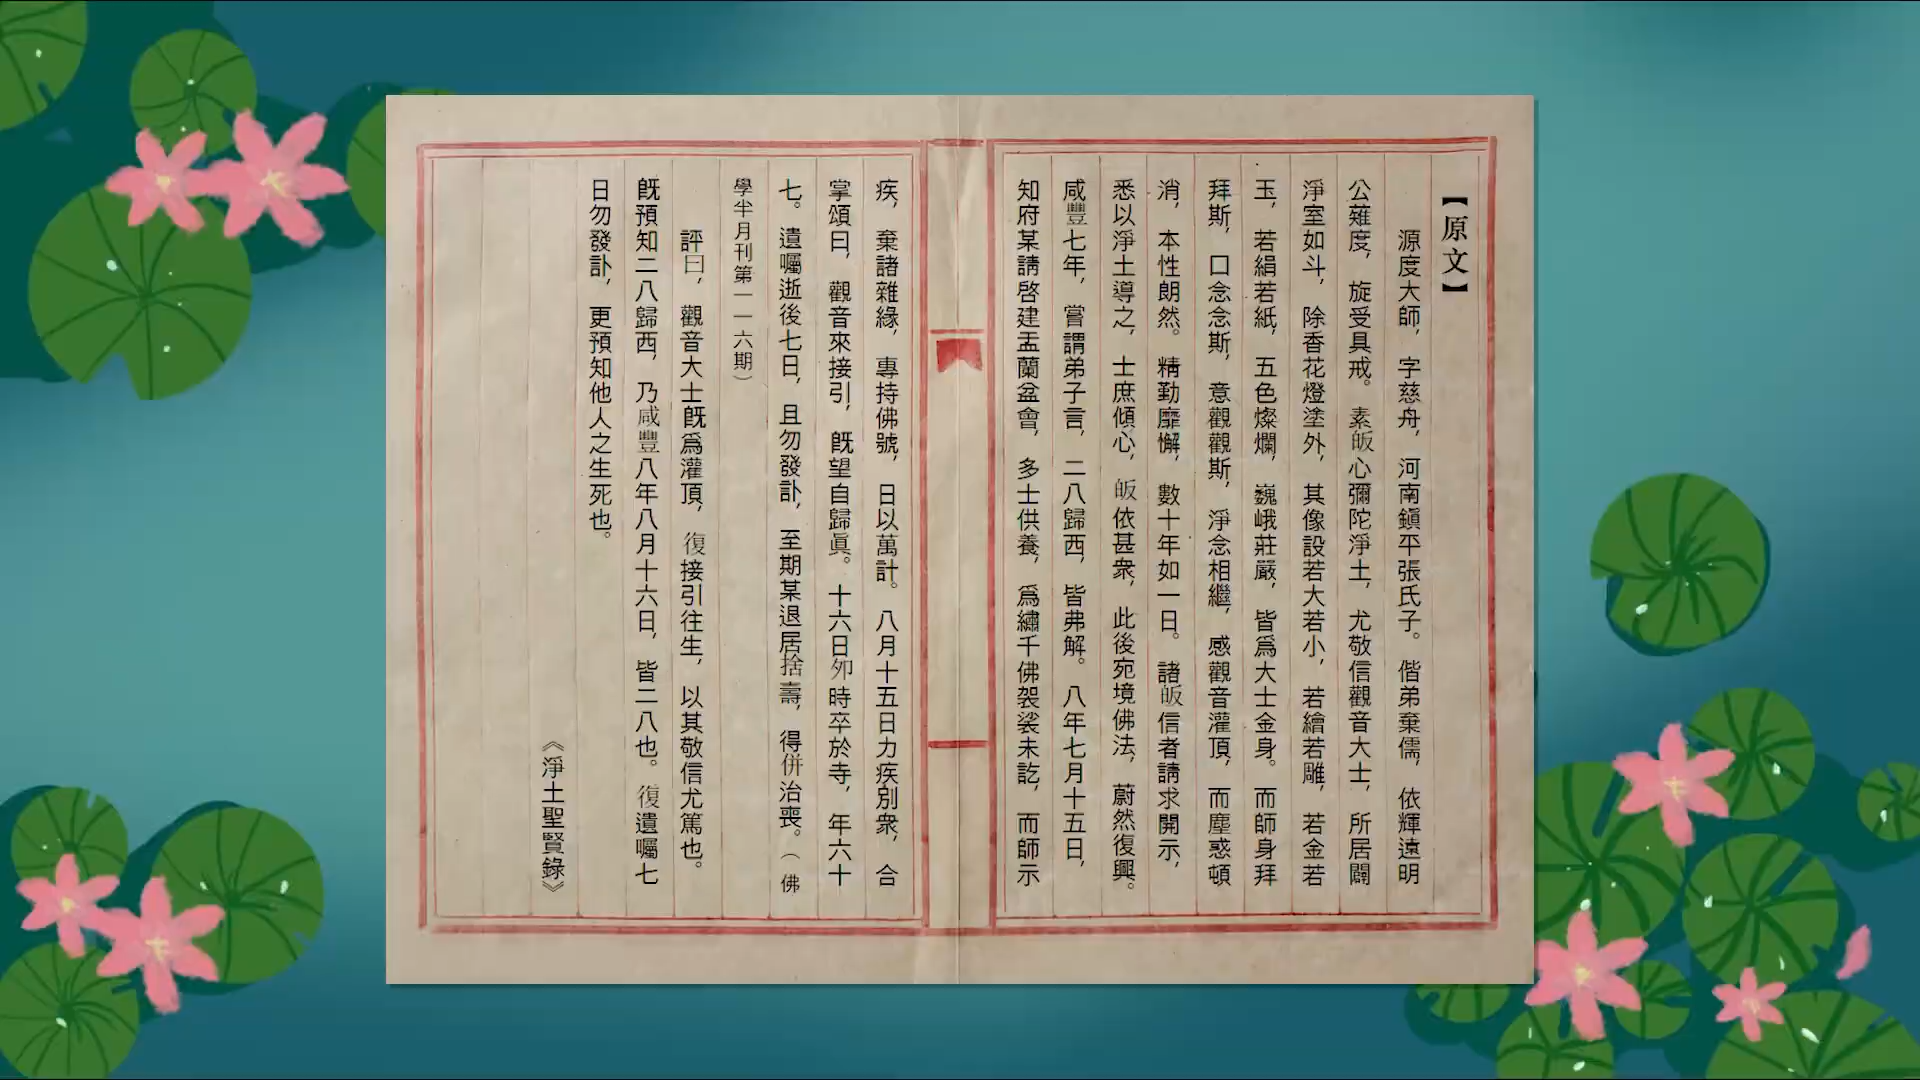 【原文】
源度大師，字慈舟，河南鎭平張氏子。偕弟棄儒，依輝遠明
公薙度，旋受具戒。素皈心彌陀淨土，尤敬信觀音大士，所居闢
淨室如斗，除香花燈塗外，其像設若大若小，若繪若雕，若金若
玉，若絹若紙，五色燦爛，巍峨莊嚴，皆爲大士金身。而師身拜
拜斯，口念念斯，意觀觀斯，淨念相繼，感觀音灌頂，而塵惑頓
消，本性朗然。精勤靡懈，數十年如一日。諸皈信者請求開示，
悉以淨土導之，士庶傾心，皈依甚衆，此後宛境佛法，蔚然復興。
咸豐七年，嘗謂弟子言，二八歸西，皆弗解。八年七月十五日，
知府某請啓建盂蘭盆會，多士供養，爲繡千佛袈裟未訖，而師示
疾，棄諸雜緣，專持佛號，日以萬計。八月十五日力疾別衆，合
掌頌曰，觀音來接引，旣望自歸眞。十六日夘時卒於寺，年六十
七。遺囑逝後七日，且勿發訃，至期某退居捨壽，得併治喪。（佛
學半月刊第一一六期）
評曰，觀音大士旣爲灌頂，復接引往生，以其敬信尤篤也。
旣預知二八歸西，乃咸豐八年八月十六日，皆二八也。復遺囑七
日勿發訃，更預知他人之生死也。
《淨土聖賢錄》